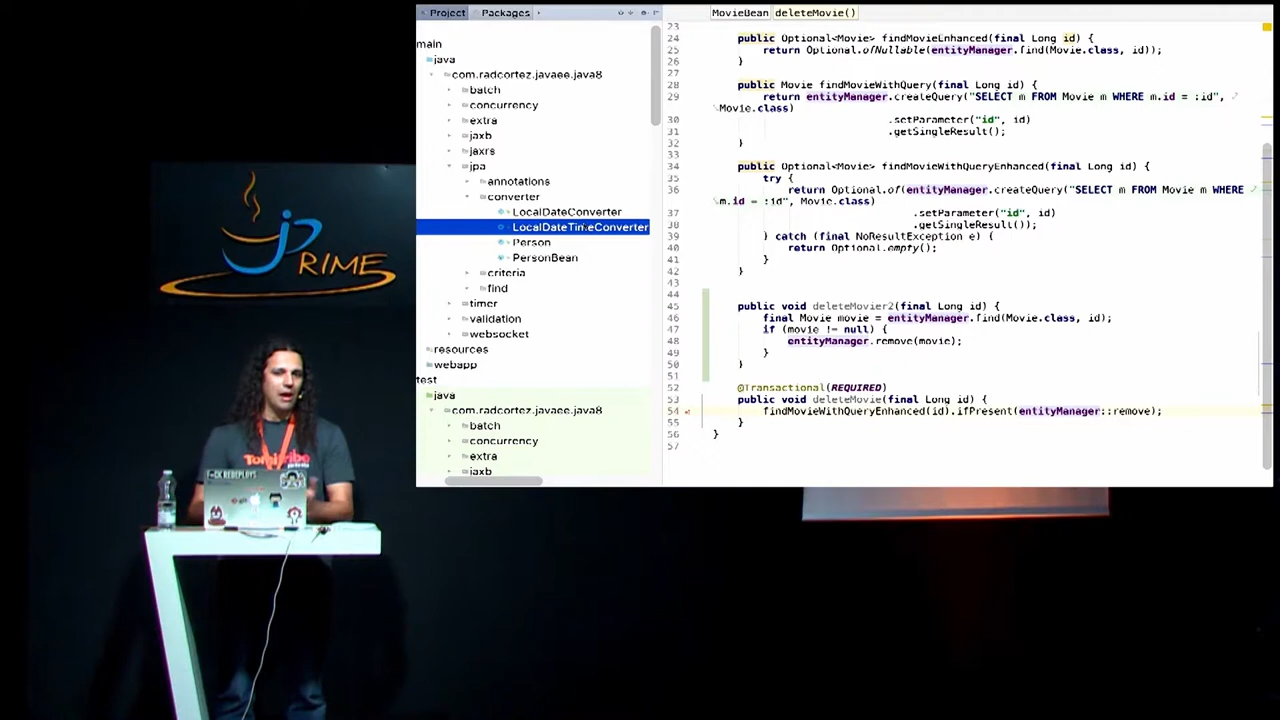 Project
Packages
main
java
com.radcortez.javaee.java8
batch
concurrency
extra
jaxb
jaxrs
jpa
annotations
converter
LocalDateConverter
LocalDateTimeConverter
Person
PersonBean
criteria
find
timer
validation
websocket
resources
webapp
test
java
com.radcortez.javaee.java8
batch
concurrency
extra
jaxb
MovieBean deleteMovie()
23
24 public Optional<Movie> findMovieEnhanced(final Long id) {
25 return Optional.ofNullable(entityManager.find(Movie.class, id));
26 }
27
28 public Movie findMovieWithQuery(final Long id) {
29 return entityManager.createQuery("SELECT m FROM Movie m WHERE m.id = :id",
Movie.class)
30 .setParameter("id", id)
31 .getSingleResult();
32 }
33
34 public Optional<Movie> findMovieWithQueryEnhanced(final Long id) {
35 try {
36 return Optional.of(entityManager.createQuery("SELECT m FROM Movie m WHERE
m.id = :id", Movie.class)
37 .setParameter("id", id)
38 .getSingleResult());
39 } catch (final NoResultException e) {
40 return Optional.empty();
41 }
42 }
43
44
45 public void deleteMovier2(final Long id) {
46 final Movie movie = entityManager.find(Movie.class, id);
47 if (movie != null) {
48 entityManager.remove(movie);
49 }
50 }
51
52 @Transactional(REQUIRED)
53 public void deleteMovie(final Long id) {
54 findMovieWithQueryEnhanced(id).ifPresent(entityManager::remove);
55 }
56 }
57
jPRIME
Tomitribe
F*CK REDEPLOYS